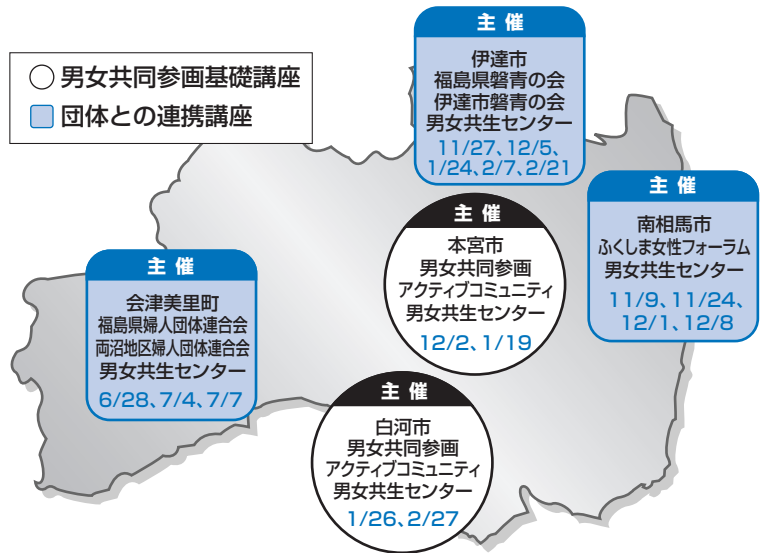 ○ 男女共同参画基礎講座
団体との連携講座
主 催
伊達市
福島県磐青の会
伊達市磐青の会
男女共生センター
11/27、12/5、
1/24、2/7、2/21
主 催
南相馬市
ふくしま女性フォーラム
男女共生センター
11/9、11/24、
12/1、12/8
主 催
本宮市
男女共同参画
アクティブコミュニティ
男女共生センター
12/2、1/19
主 催
会津美里町
福島県婦人団体連合会
両沼地区婦人団体連合会
男女共生センター
6/28、7/4、7/7
主 催
白河市
男女共同参画
アクティブコミュニティ
男女共生センター
1/26、2/27